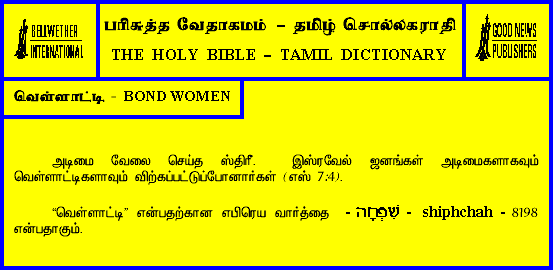 BELLWETHER
INTERNATIONAL
பரிசுத்த வேதாகமம் – தமிழ் சொல்லகராதி
THE HOLY BIBLE – TAMIL DICTIONARY
GOOD NEWS
PUBLISHERS
வெள்ளாட்டி - BOND WOMEN
அடிமை வேலை செய்த ஸ்திரீ. இஸ்ரவேல் ஜனங்கள் அடிமைகளாகவும்
வெள்ளாட்டிகளாவும் விற்கப்பட்டுப்போனார்கள் (எஸ் 7:4).
"வெள்ளாட்டி" என்பதற்கான எபிரெய வார்த்தை - שִׁפְחָה - shiphchah - 8198
என்பதாகும்.